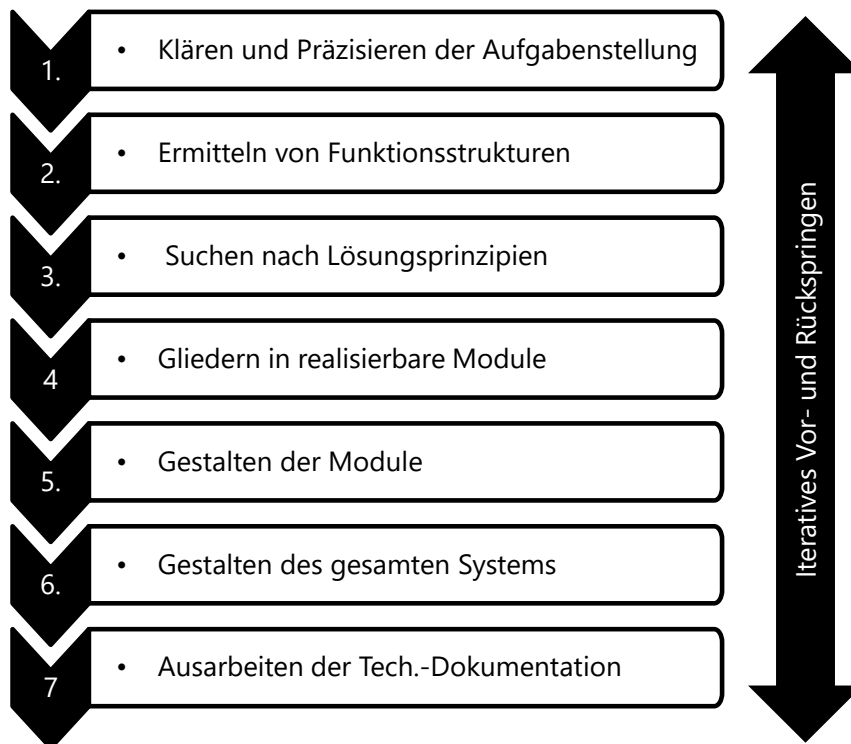 1. • Klären und Präzisieren der Aufgabenstellung
2. • Ermitteln von Funktionsstrukturen
3. • Suchen nach Lösungsprinzipien
4 • Gliedern in realisierbare Module
5. • Gestalten der Module
6. • Gestalten des gesamten Systems
7 • Ausarbeiten der Tech.-Dokumentation
Iteratives Vor- und Rückspringen